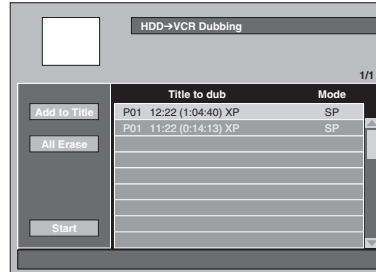 HDD→VCR Dubbing
1/1
Title to dub Mode
Add to Title
P01 12:22 (1:04:40) XP SP
P01 11:22 (0:14:13) XP SP
All Erase
Start